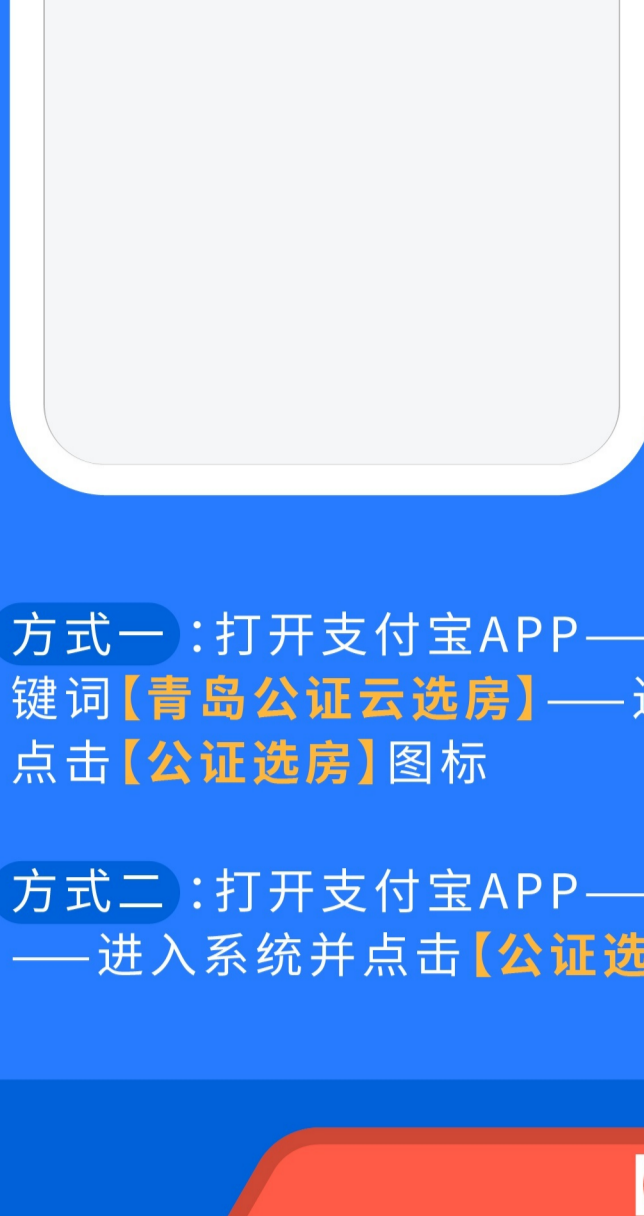 方式一:打开支付宝APP——
键词【青岛公证云选房】——
点击【公证选房】图标
方式二:打开支付宝APP——
——进入系统并点击【公证选